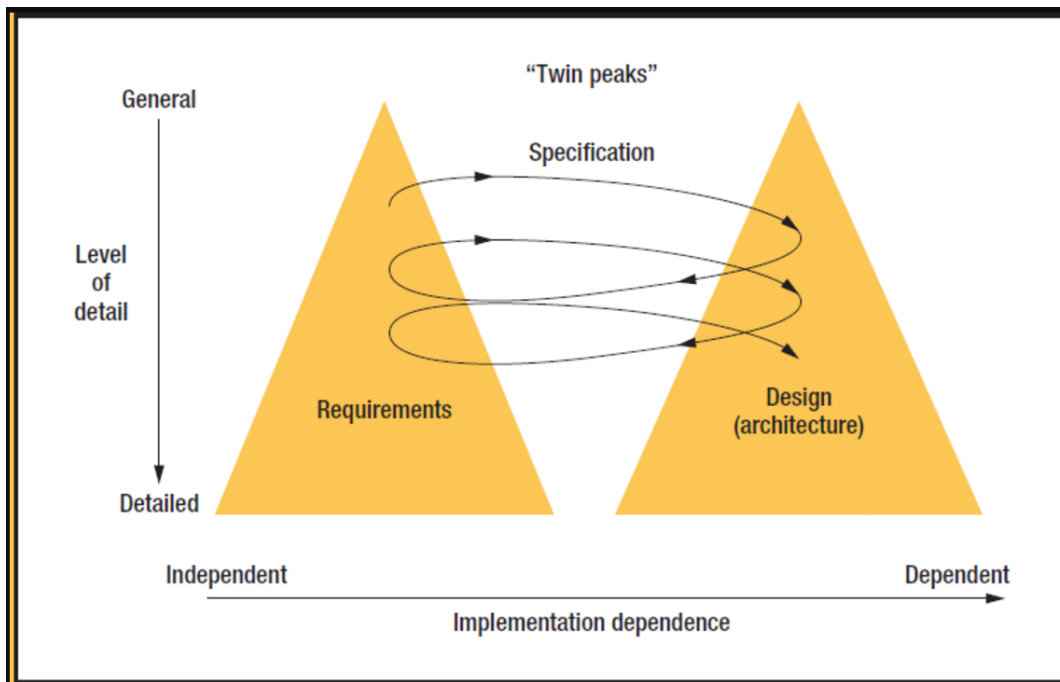 “Twin peaks”
General
Specification
Level
of
detail
Requirements
Design
(architecture)
Detailed
Independent
Dependent
Implementation dependence